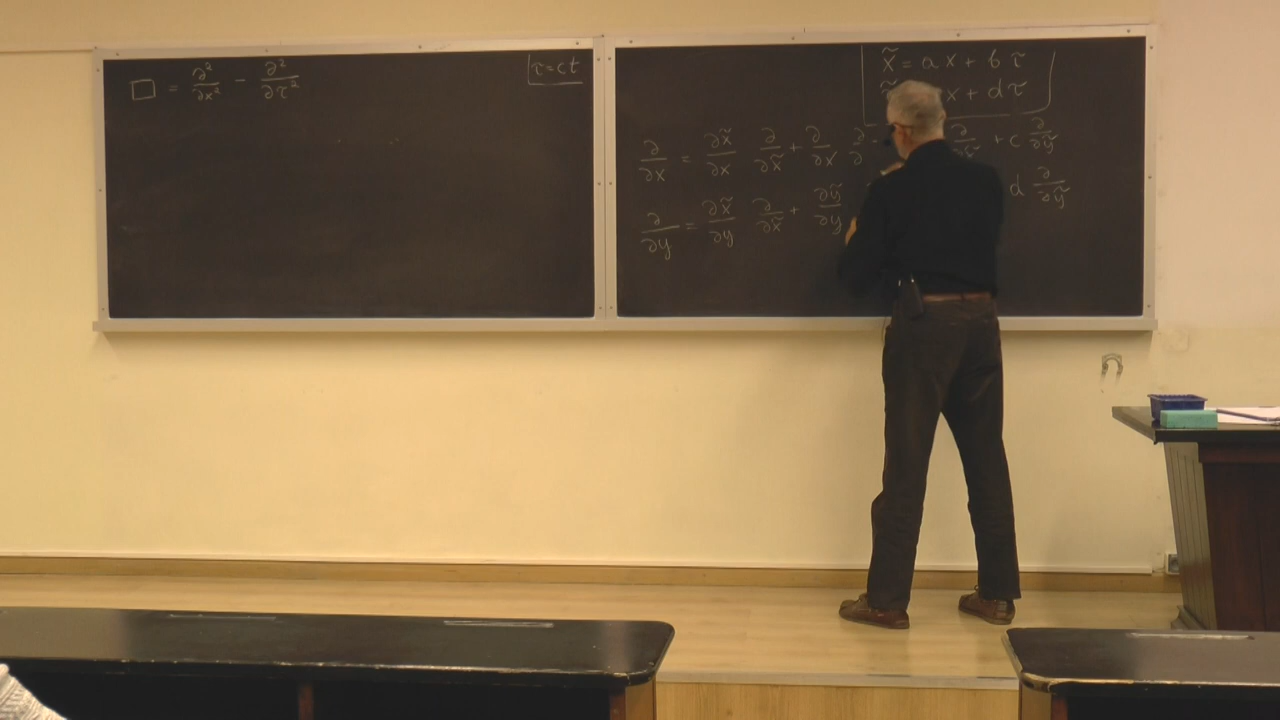 □ = ∂²/∂x² − ∂²/∂τ²
τ = ct
x̃ = ax + bτ
x + dτ
∂/∂x = ∂x̃/∂x ∂/∂x̃ + ∂/∂x ∂/∂ + c ∂/∂ỹ
∂/∂y = ∂x̃/∂y ∂/∂x̃ + ∂ỹ/∂y d ∂/∂ỹ